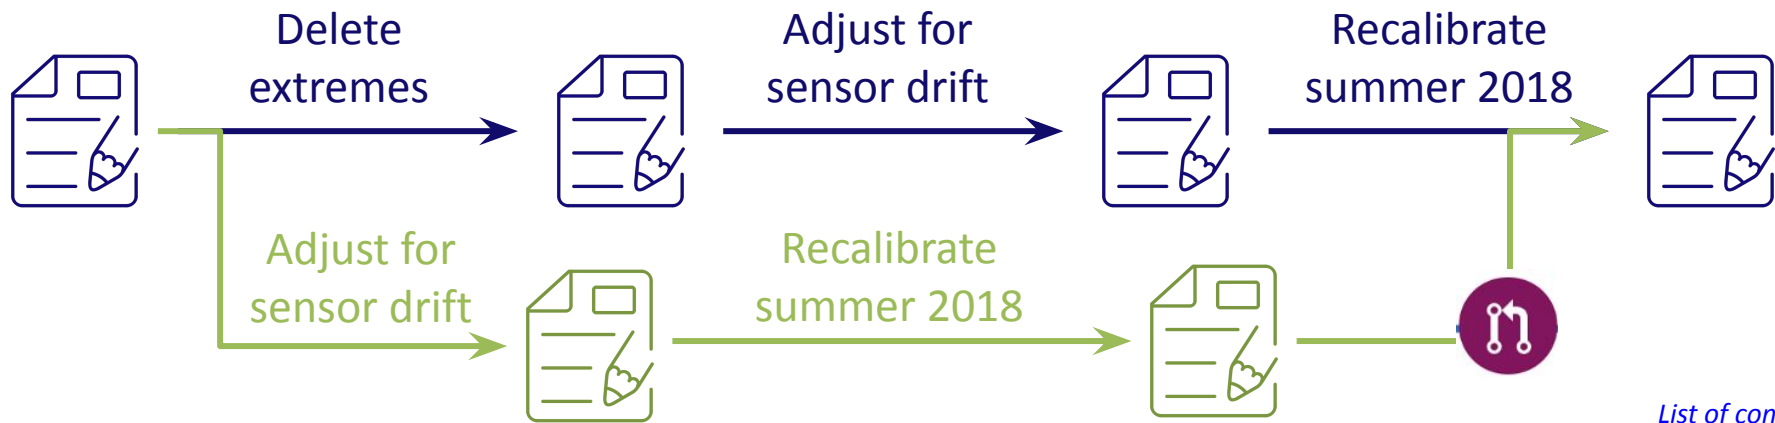 Delete
extremes
Adjust for
sensor drift
Recalibrate
summer 2018
Adjust for
sensor drift
Recalibrate
summer 2018
List of con